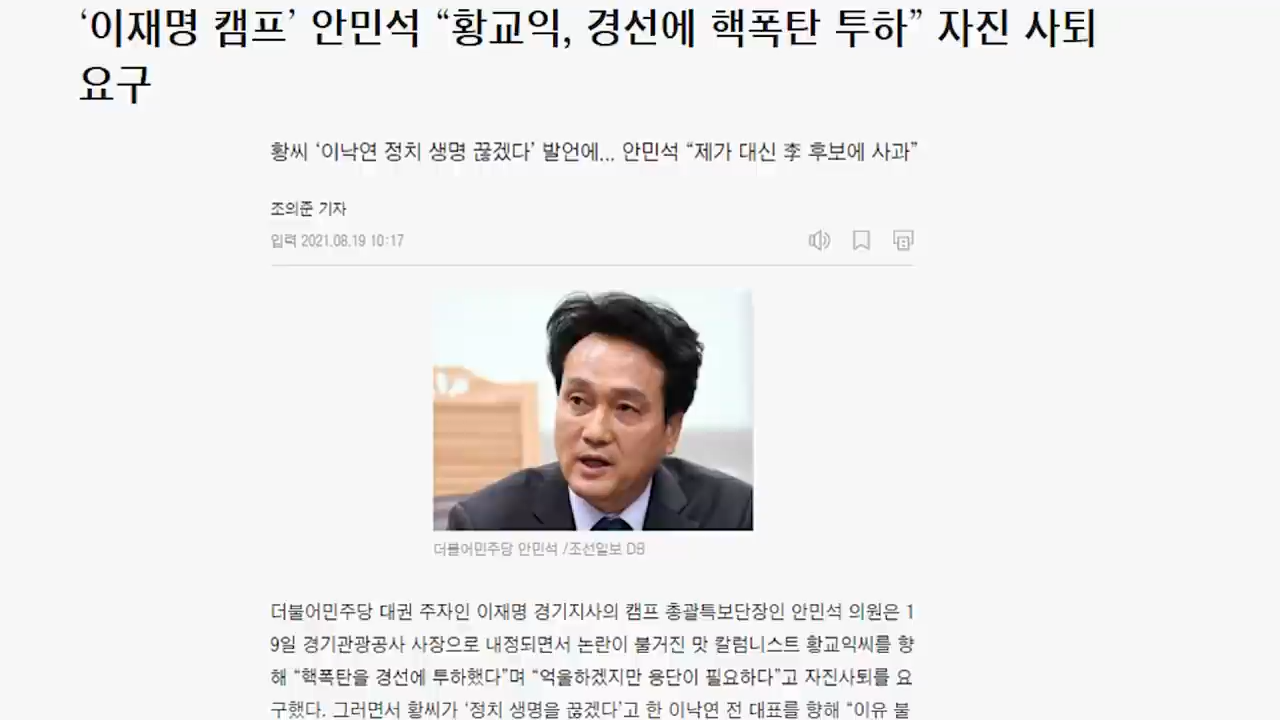 ‘이재명 캠프’ 안민석 “황교익, 경선에 핵폭탄 투하” 자진 사퇴
요구
황씨 ‘이낙연 정치 생명 끊겠다’ 발언에... 안민석 “제가 대신 李 후보에 사과”
조의준 기자
입력 2021.08.19 10:17
더불어민주당 안민석 /조선일보 DB
더불어민주당 대권 주자인 이재명 경기지사의 캠프 총괄특보단장인 안민석 의원은 1
9일 경기관광공사 사장으로 내정되면서 논란이 불거진 맛 칼럼니스트 황교익씨를 향
해 “핵폭탄을 경선에 투하했다”며 “억울하겠지만 용단이 필요하다”고 자진사퇴를 요
구했다. 그러면서 황씨가 ‘정치 생명을 끊겠다’고 한 이낙연 전 대표를 향해 “이유 불